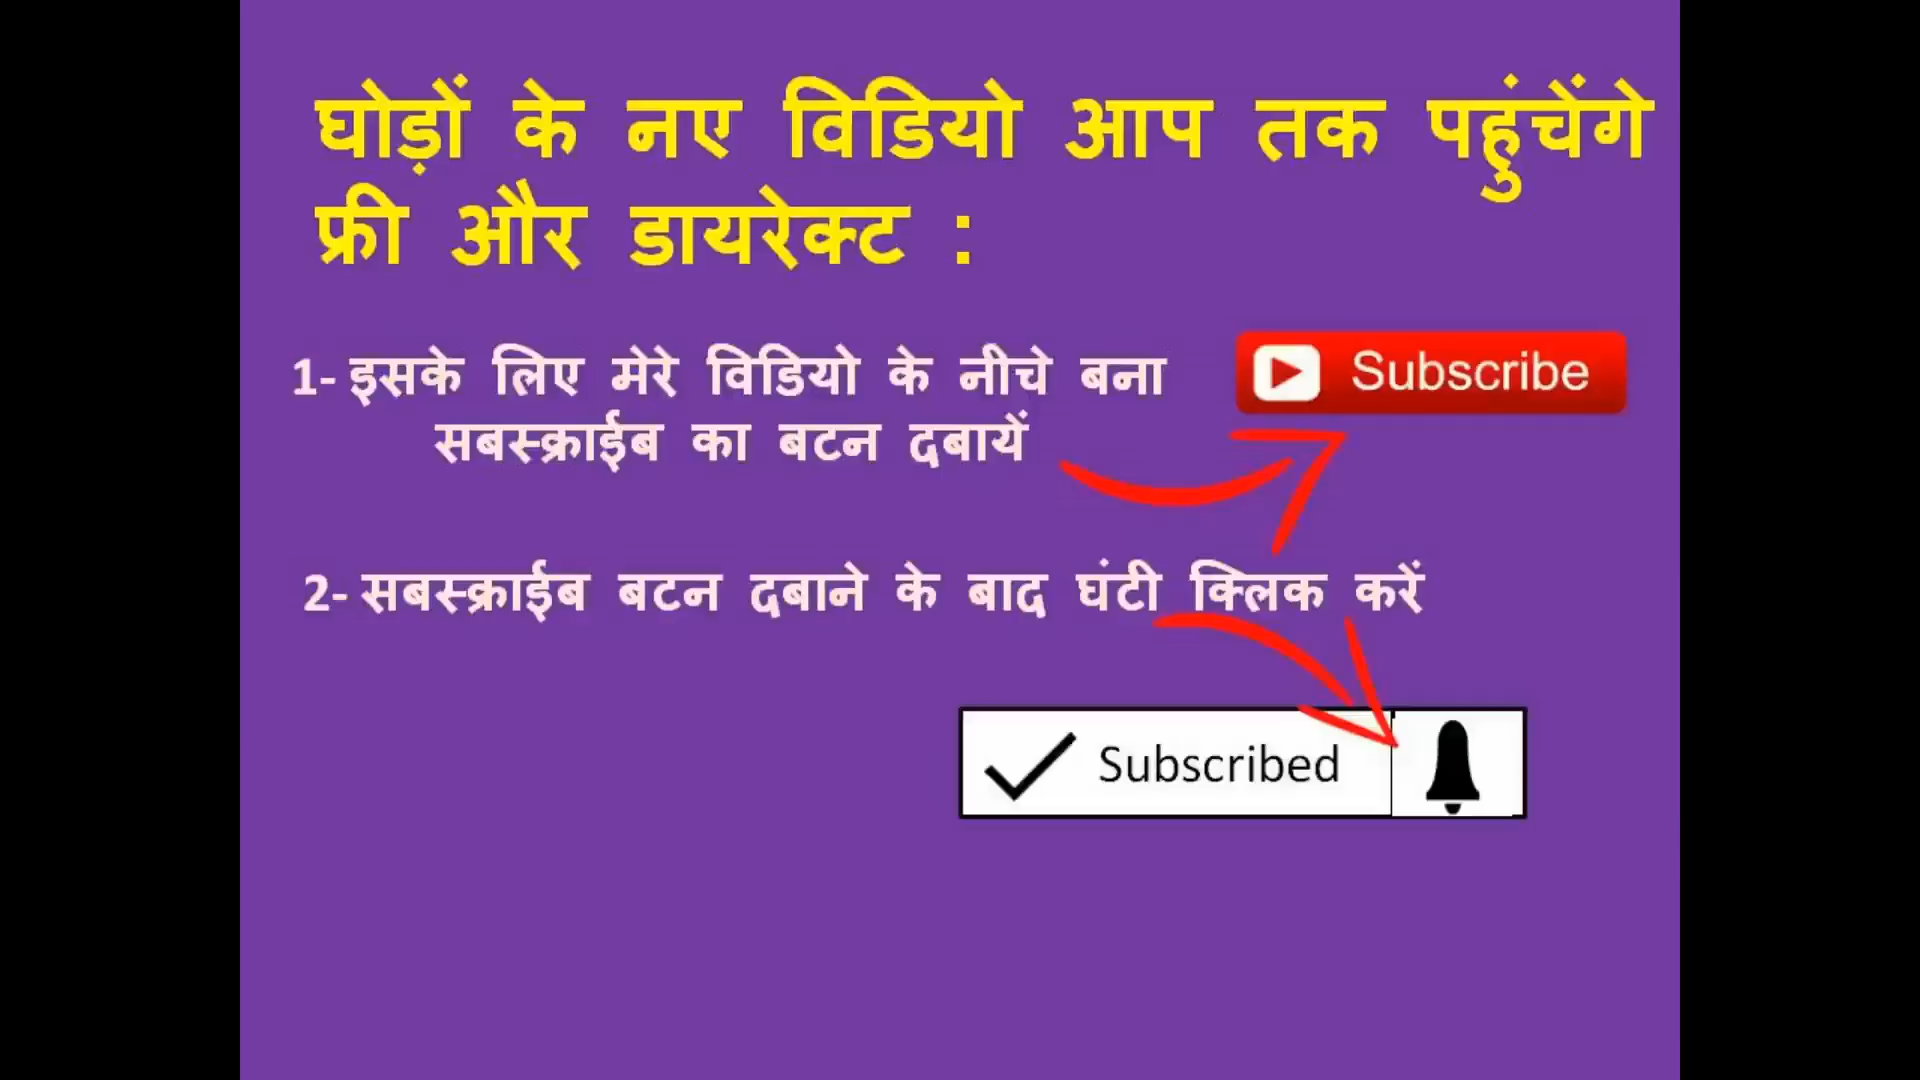 घोड़ों के नए विडियो आप तक पहुंचेंगे
फ्री और डायरेक्ट :
1- इसके लिए मेरे विडियो के नीचे बना
Subscribe
सबस्क्राईब का बटन दबायें
2- सबस्क्राईब बटन दबाने के बाद घंटी क्लिक करें
Subscribed